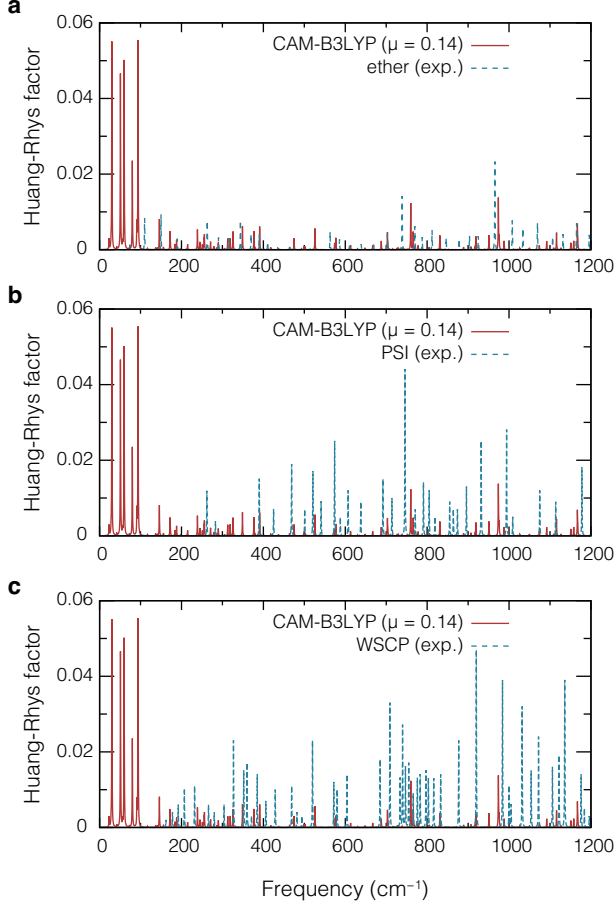 a
0.06
CAM-B3LYP (μ = 0.14)
ether (exp.)
0.04
Huang-Rhys factor
0.02
0
0 200 400 600 800 1000 1200
b
0.06
CAM-B3LYP (μ = 0.14)
PSI (exp.)
0.04
Huang-Rhys factor
0.02
0
0 200 400 600 800 1000 1200
c
0.06
CAM-B3LYP (μ = 0.14)
WSCP (exp.)
0.04
Huang-Rhys factor
0.02
0
0 200 400 600 800 1000 1200
Frequency (cm⁻¹)